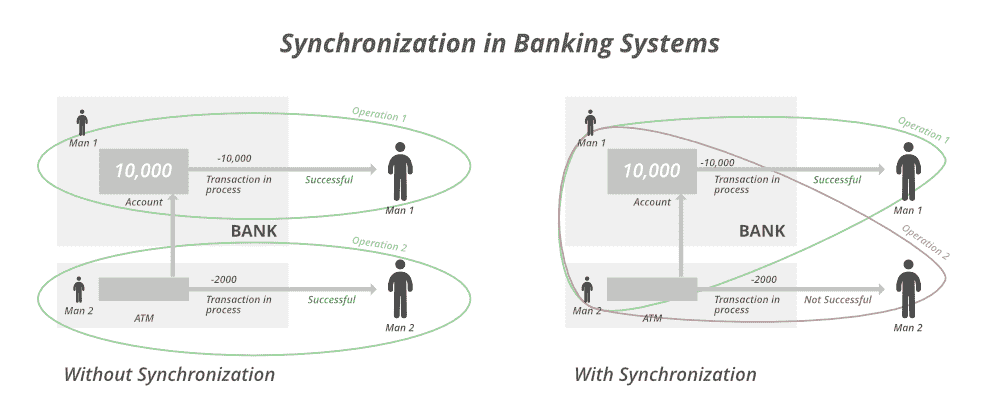 Synchronization in Banking Systems
Operation 1
Man 1
10,000
-10,000
Transaction in
process
Successful
Account
Man 1
BANK
Operation 2
-2000
Man 2
Transaction in
process
Successful
ATM
Man 2
Without Synchronization
Operation 1
Man 1
10,000
-10,000
Transaction in
process
Successful
Account
Man 1
BANK
Operation 2
-2000
Man 2
Transaction in
process
Not Successful
ATM
Man 2
With Synchronization